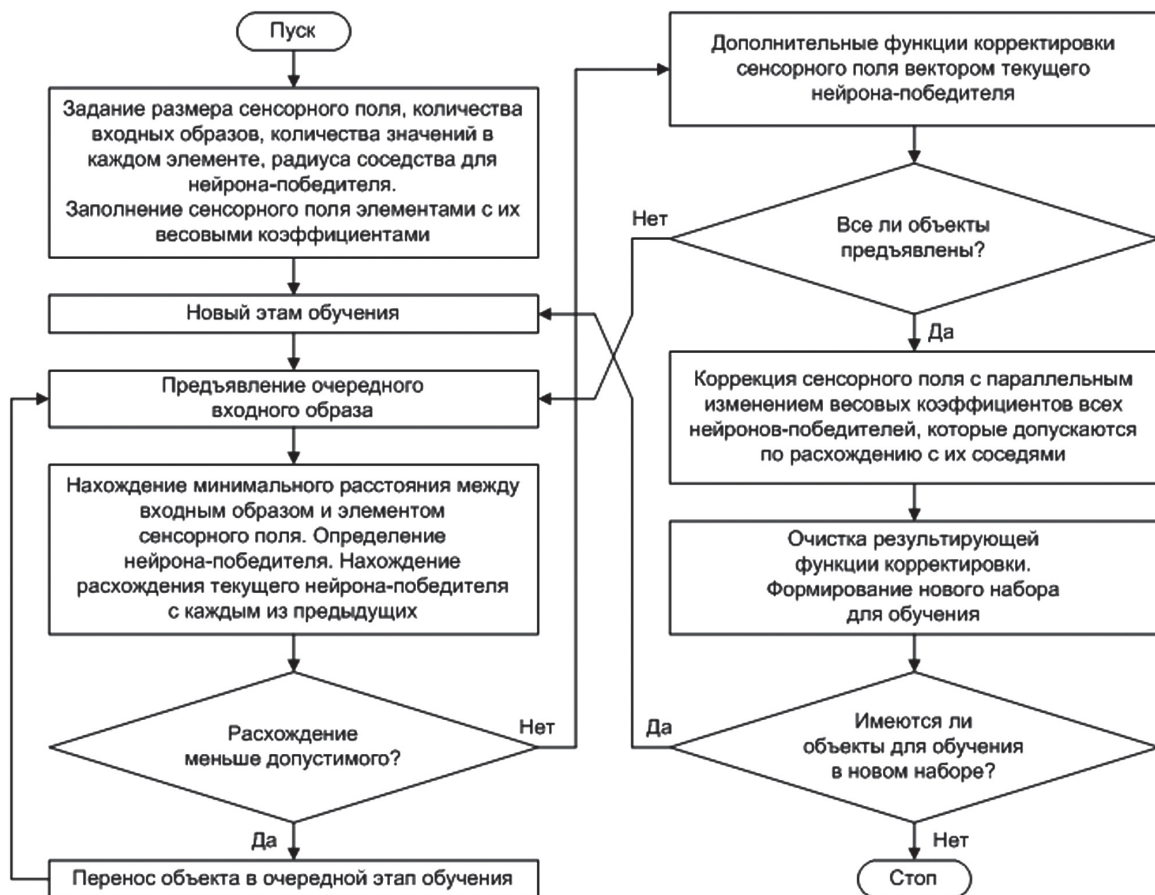 Пуск
Задание размера сенсорного поля, количества
входных образов, количества значений в
каждом элементе, радиуса соседства для
нейрона-победителя.
Заполнение сенсорного поля элементами с их
весовыми коэффициентами
Новый этам обучения
Предъявление очередного
входного образа
Нахождение минимального расстояния между
входным образом и элементом
сенсорного поля. Определение
нейрона-победителя. Нахождение
расхождения текущего нейрона-победителя
с каждым из предыдущих
Расхождение
меньше допустимого?
Нет
Да
Перенос объекта в очередной этап обучения
Дополнительные функции корректировки
сенсорного поля вектором текущего
нейрона-победителя
Нет
Все ли объекты
предъявлены?
Да
Коррекция сенсорного поля с параллельным
изменением весовых коэффициентов всех
нейронов-победителей, которые допускаются
по расхождению с их соседями
Очистка результирующей
функции корректировки.
Формирование нового набора
для обучения
Да
Имеются ли
объекты для обучения
в новом наборе?
Нет
Стоп